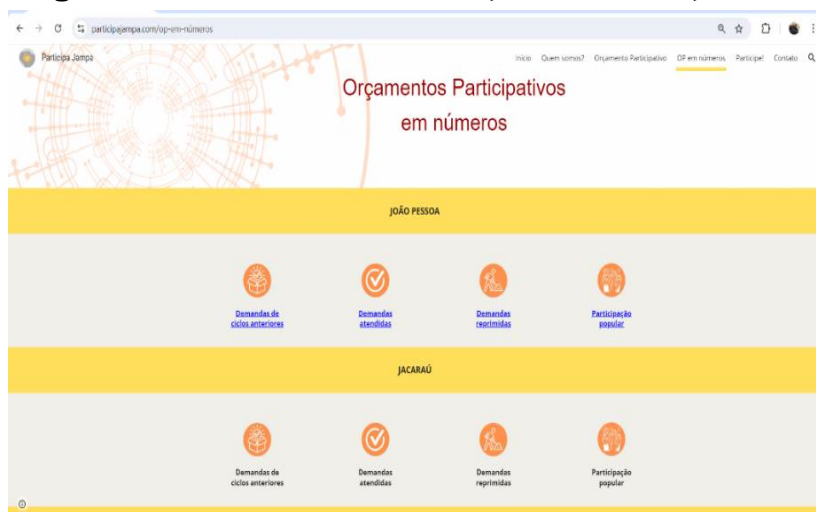 participajampa.com/op-em-números
Participa Jampa
Início Quem somos? Orçamento Participativo OP em números Participe! Contato
Orçamentos Participativos
em números
JOÃO PESSOA
Demandas de
ciclos anteriores
Demandas
atendidas
Demandas
reprimidas
Participação
popular
JACARAÚ
Demandas de
ciclos anteriores
Demandas
atendidas
Demandas
reprimidas
Participação
popular